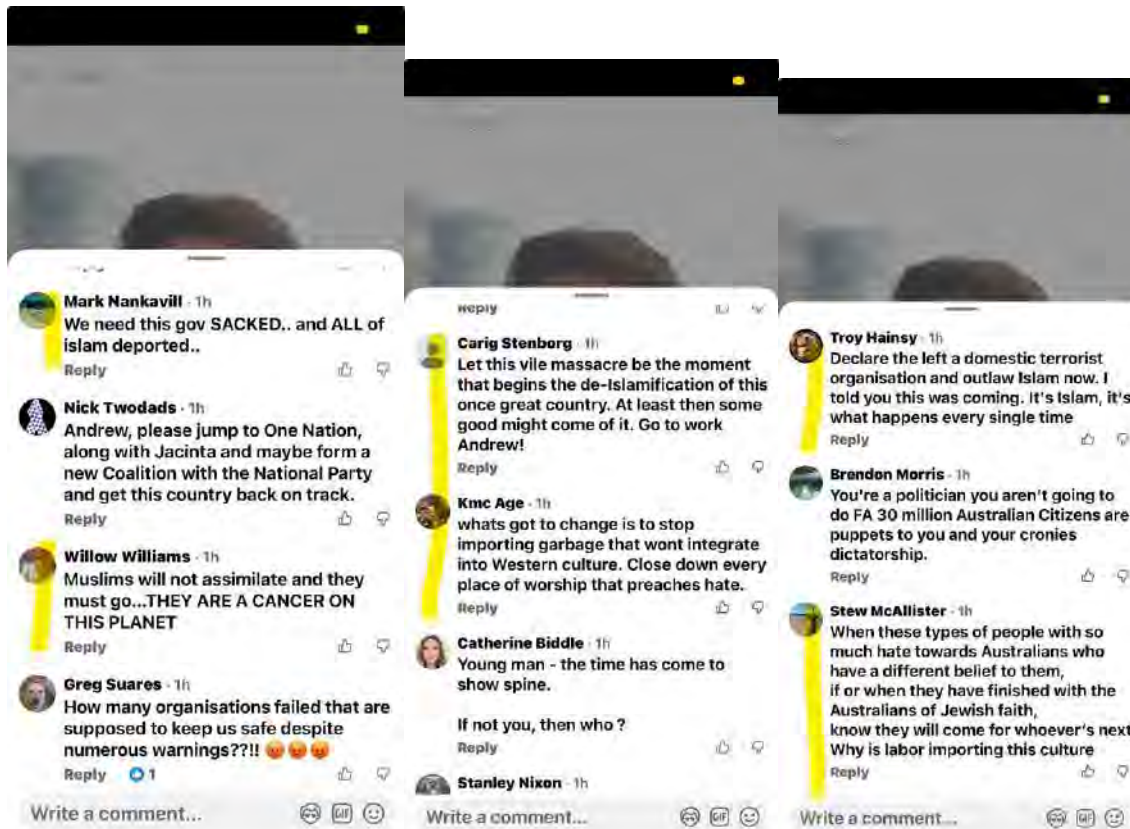 Mark Nankavill · 1h
We need this gov SACKED.. and ALL of
islam deported..
Reply
Nick Twodads · 1h
Andrew, please jump to One Nation,
along with Jacinta and maybe form a
new Coalition with the National Party
and get this country back on track.
Reply
Willow Williams · 1h
Muslims will not assimilate and they
must go...THEY ARE A CANCER ON
THIS PLANET
Reply
Greg Suares · 1h
How many organisations failed that are
supposed to keep us safe despite
numerous warnings??!! 😡😡😡
Reply 1
Write a comment...
GIF
Reply
Carig Stenborg · 1h
Let this vile massacre be the moment
that begins the de-Islamification of this
once great country. At least then some
good might come of it. Go to work
Andrew!
Reply
Kmc Age · 1h
whats got to change is to stop
importing garbage that wont integrate
into Western culture. Close down every
place of worship that preaches hate.
Reply
Catherine Biddle · 1h
Young man - the time has come to
show spine.
If not you, then who ?
Reply
Stanley Nixon · 1h
Write a comment...
GIF
Troy Hainsy · 1h
Declare the left a domestic terrorist
organisation and outlaw Islam now. I
told you this was coming. It's Islam, it's
what happens every single time
Reply
Brendon Morris · 1h
You're a politician you aren't going to
do FA 30 million Australian Citizens are
puppets to you and your cronies
dictatorship.
Reply
Stew McAllister · 1h
When these types of people with so
much hate towards Australians who
have a different belief to them,
if or when they have finished with the
Australians of Jewish faith,
know they will come for whoever's next
Why is labor importing this culture
Reply
Write a comment...
GIF